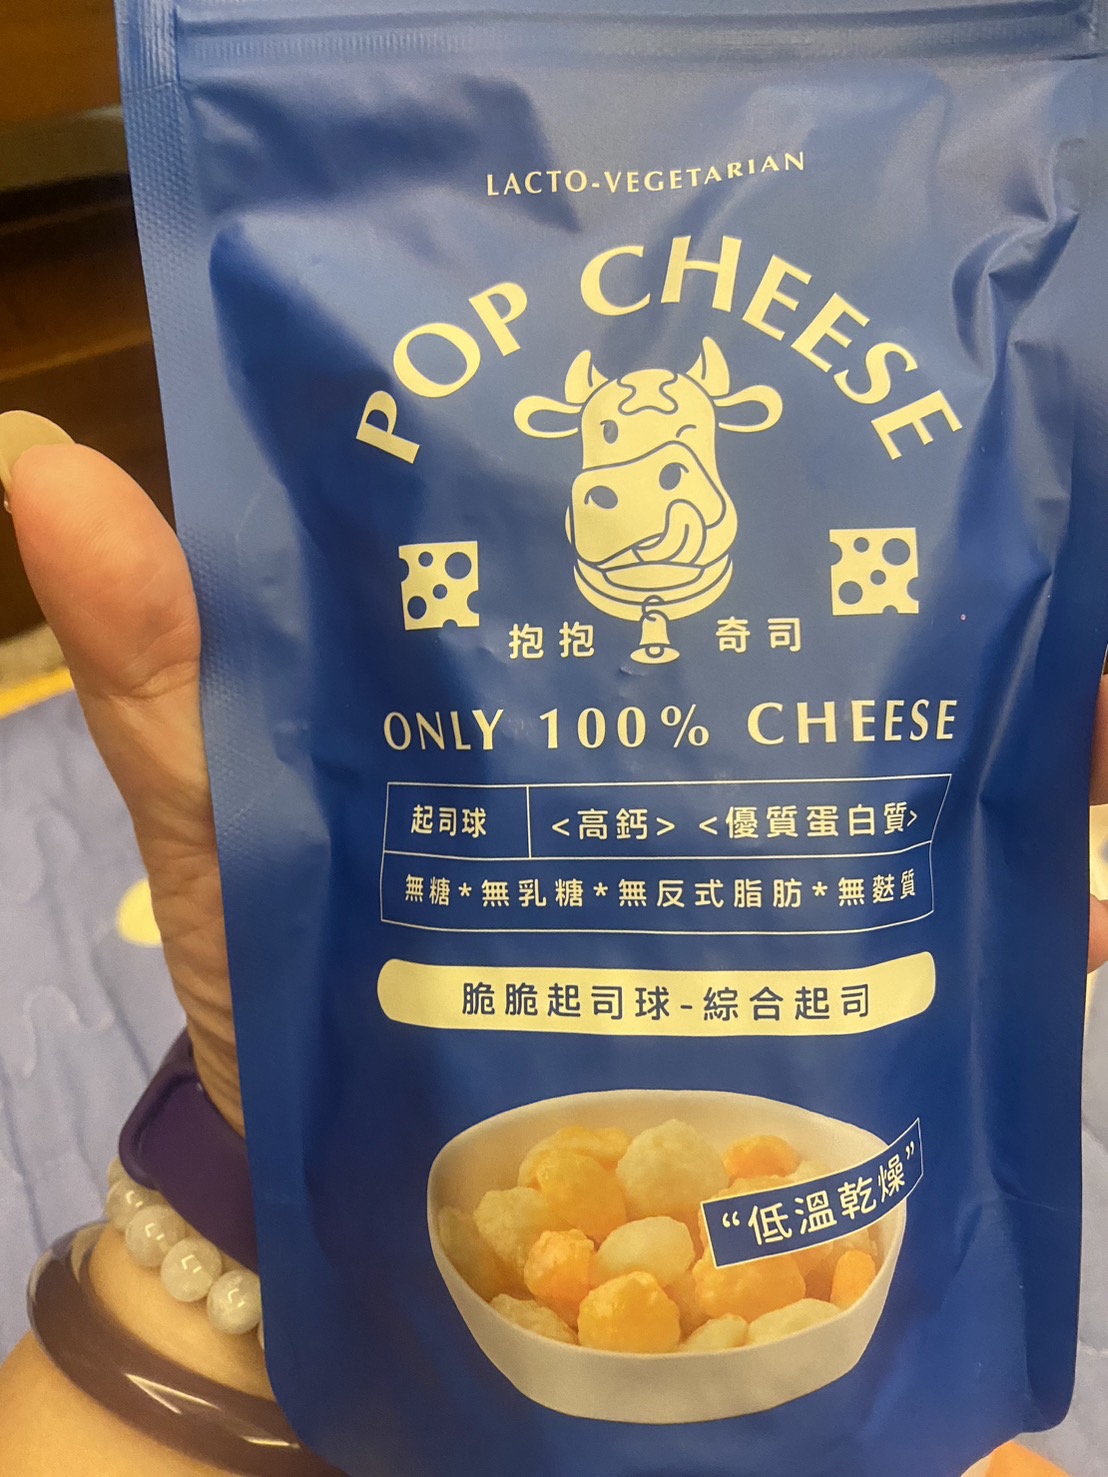 LACTO-VEGETARIAN
POP CHEESE
抱抱 奇司
ONLY 100% CHEESE
起司球 <高鈣> <優質蛋白質>
無糖*無乳糖*無反式脂肪*無麩質
脆脆起司球-綜合起司
“低溫乾燥”